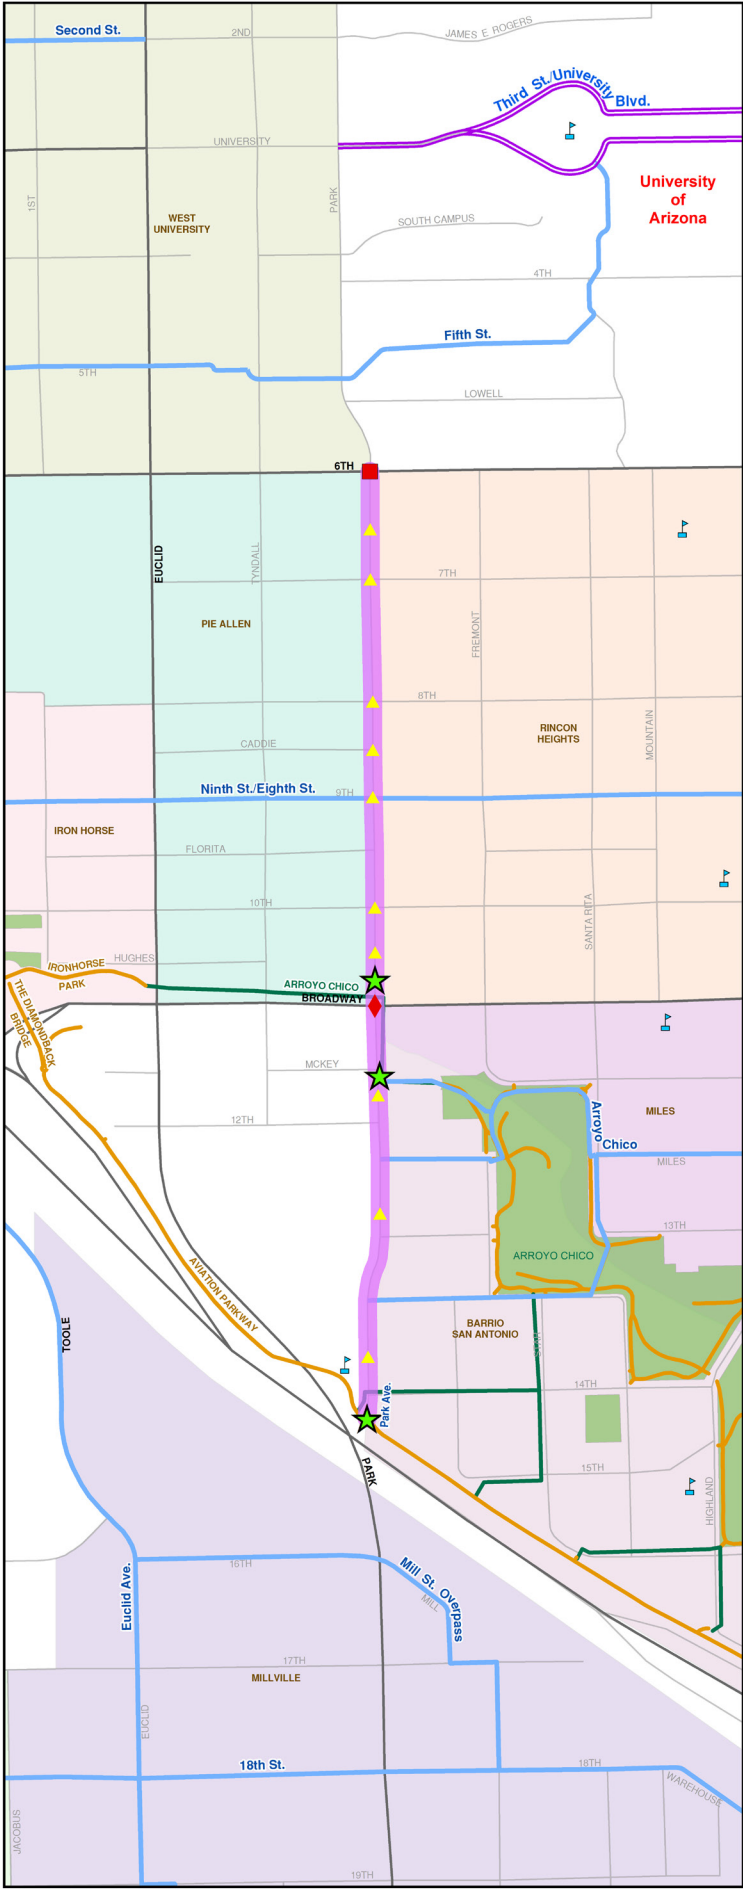 Second St.
2ND
JAMES E ROGERS
Third St./University
Blvd.
UNIVERSITY
University
of
Arizona
1ST
PARK
WEST
UNIVERSITY
SOUTH CAMPUS
4TH
Fifth St.
5TH
LOWELL
6TH
EUCLID
TYNDALL
7TH
PIE ALLEN
FREMONT
8TH
RINCON
HEIGHTS
MOUNTAIN
CADDIE
Ninth St./Eighth St.
9TH
IRON HORSE
FLORITA
10TH
SANTA RITA
HUGHES
IRONHORSE
PARK
ARROYO CHICO
BROADWAY
THE DIAMONDBACK
BRIDGE
MCKEY
12TH
Arroyo
Chico
MILES
MILES
13TH
ARROYO CHICO
AVIATION PARKWAY
TOOLE
BARRIO
SAN ANTONIO
14TH
Park Ave.
PARK
15TH
HIGHLAND
16TH
Mill St. Overpass
MILL
Euclid Ave.
17TH
MILLVILLE
EUCLID
18th St.
18TH
WAREHOUSE
JACOBUS
19TH